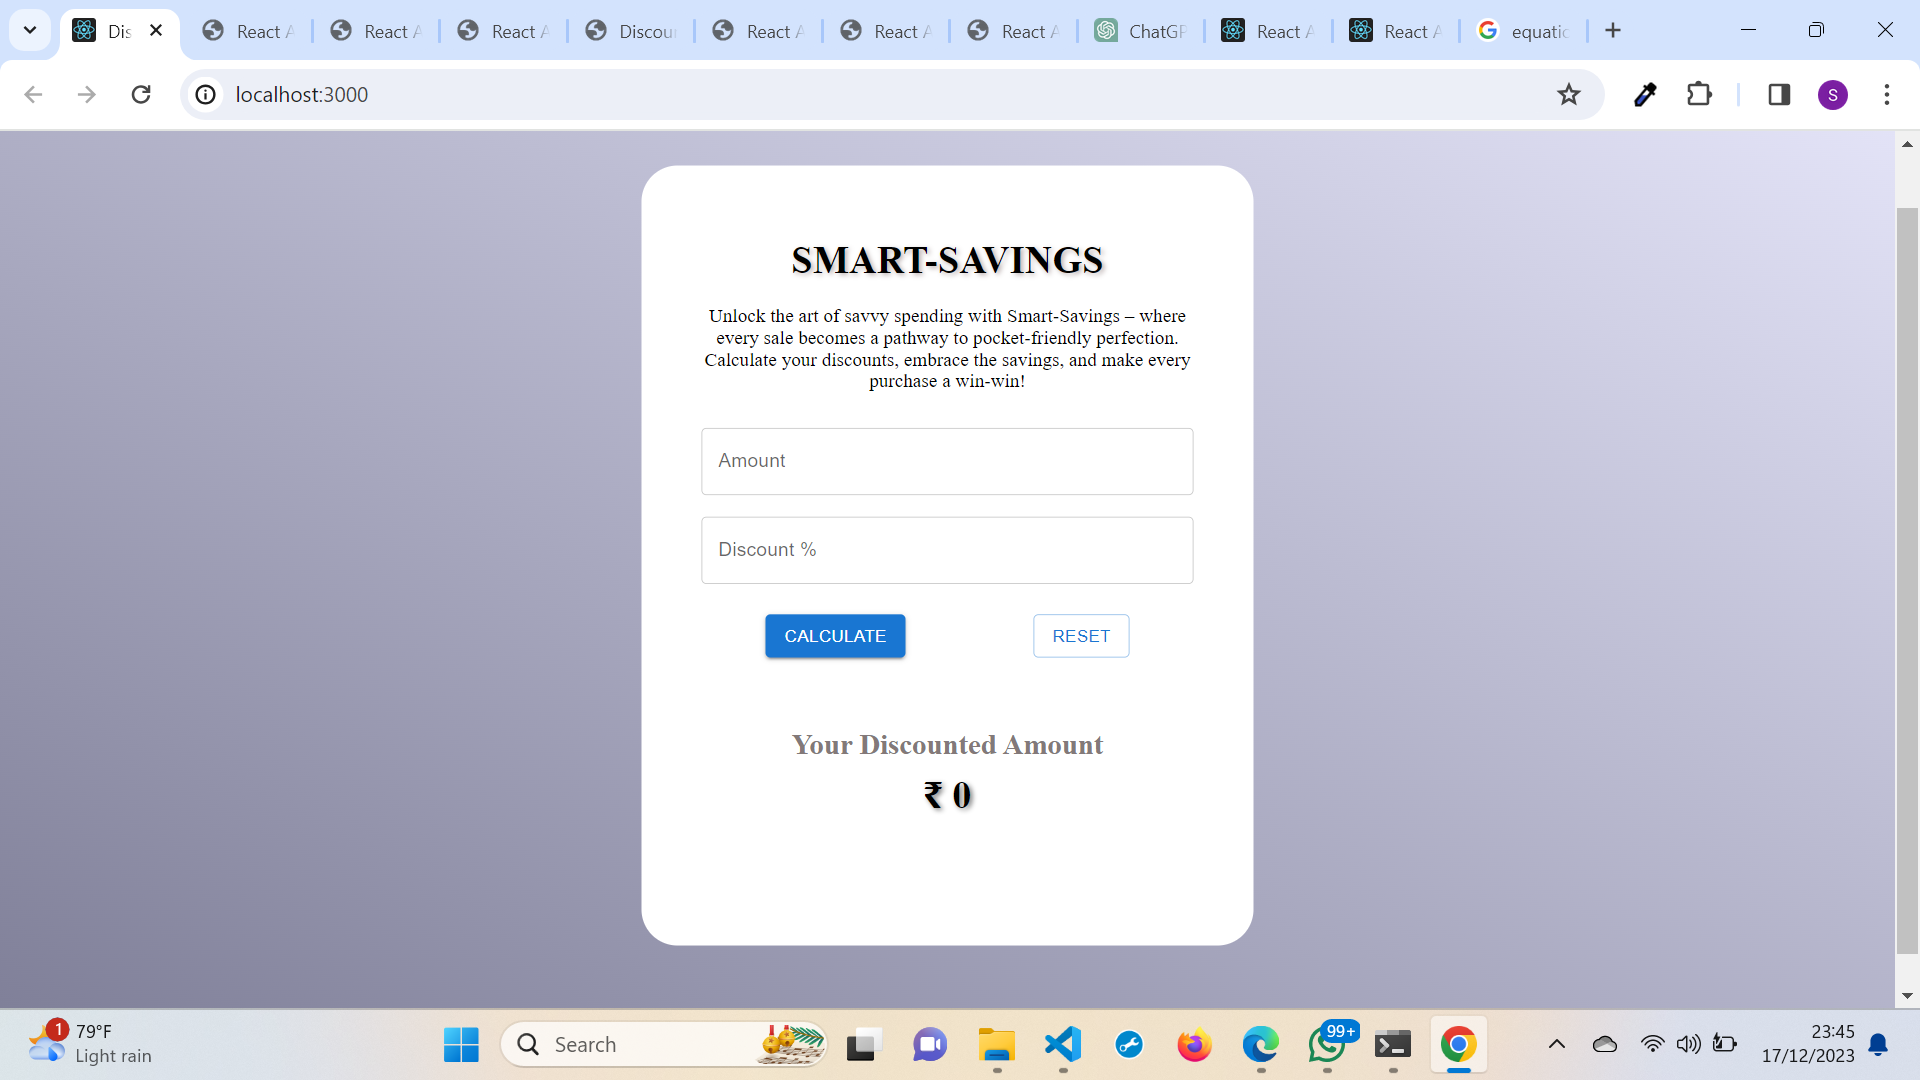 Dis
React A
React A
React A
Discou
React A
React A
React A
ChatGP
React A
React A
equatic
localhost:3000
S
SMART-SAVINGS
Unlock the art of savvy spending with Smart-Savings – where
every sale becomes a pathway to pocket-friendly perfection.
Calculate your discounts, embrace the savings, and make every
purchase a win-win!
Amount
Discount %
CALCULATE
RESET
Your Discounted Amount
₹ 0
1
79°F
Light rain
Search
99+
23:45
17/12/2023